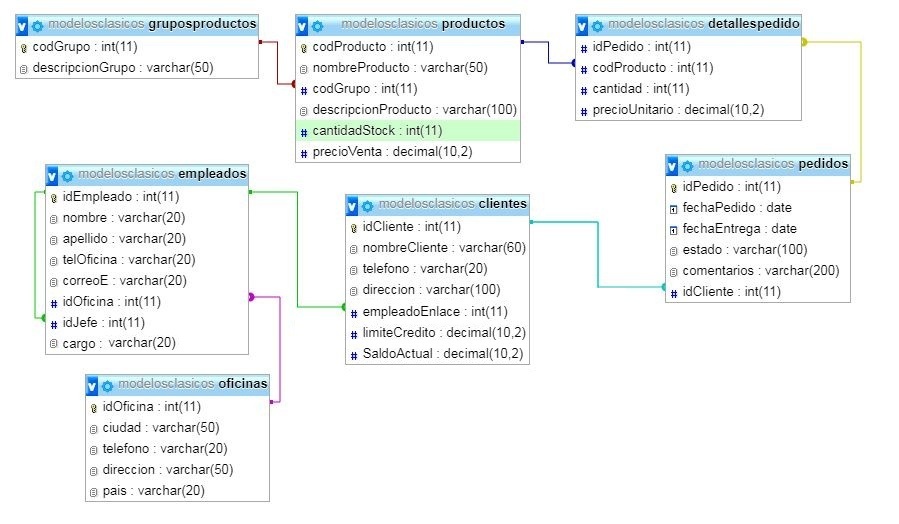 modelosclasicos gruposproductos
codGrupo : int(11)
descripcionGrupo : varchar(50)
modelosclasicos productos
codProducto : int(11)
nombreProducto : varchar(50)
codGrupo : int(11)
descripcionProducto : varchar(100)
cantidadStock : int(11)
precioVenta : decimal(10,2)
modelosclasicos detallespedido
idPedido : int(11)
codProducto : int(11)
cantidad : int(11)
precioUnitario : decimal(10,2)
modelosclasicos empleados
idEmpleado : int(11)
nombre : varchar(20)
apellido : varchar(20)
telOficina : varchar(20)
correoE : varchar(20)
idOficina : int(11)
idJefe : int(11)
cargo : varchar(20)
modelosclasicos clientes
idCliente : int(11)
nombreCliente : varchar(60)
telefono : varchar(20)
direccion : varchar(100)
empleadoEnlace : int(11)
limiteCredito : decimal(10,2)
SaldoActual : decimal(10,2)
modelosclasicos pedidos
idPedido : int(11)
fechaPedido : date
fechaEntrega : date
estado : varchar(100)
comentarios : varchar(200)
idCliente : int(11)
modelosclasicos oficinas
idOficina : int(11)
ciudad : varchar(50)
telefono : varchar(20)
direccion : varchar(50)
pais : varchar(20)